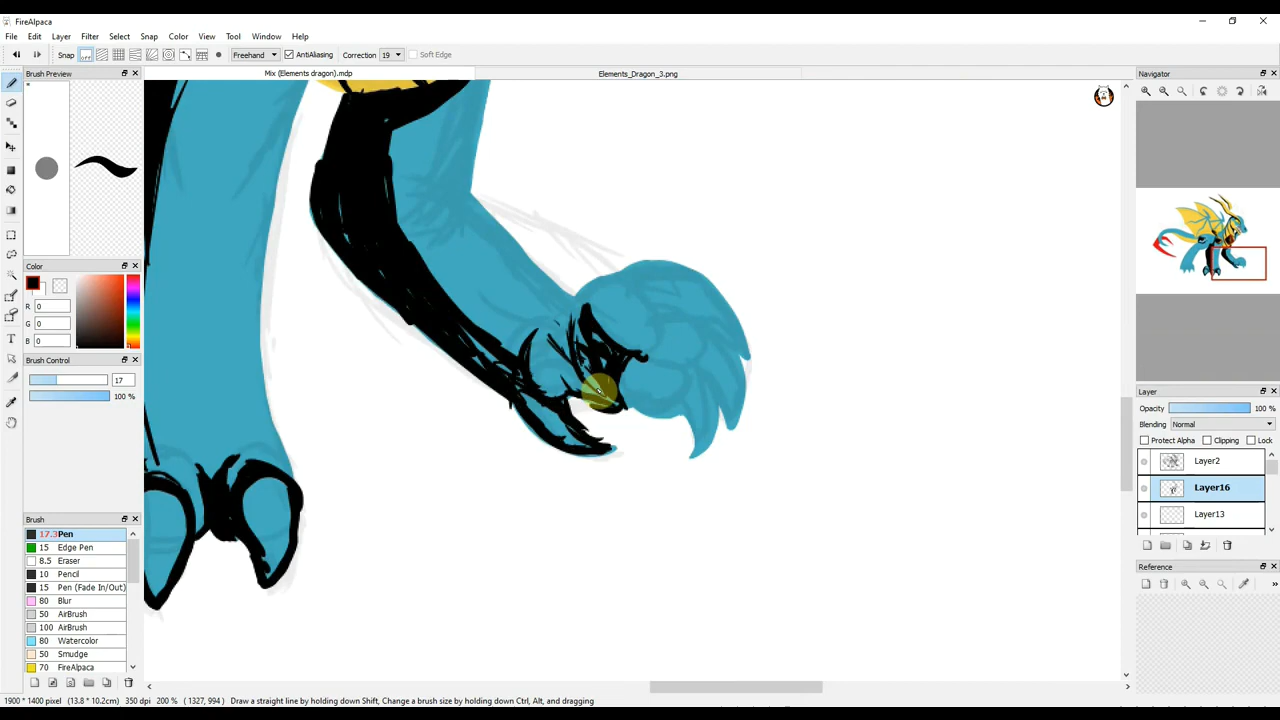 FireAlpaca
File Edit Layer Filter Select Snap Color View Tool Window Help
Snap OFF Freehand AntiAliasing Correction 19 Soft Edge
Brush Preview
Mix (Elements dragon).mdp
Elements_Dragon_3.png
Navigator
Color
R 0
G 0
B 0
Brush Control
17
100 %
Brush
17.3 Pen
15 Edge Pen
8.5 Eraser
10 Pencil
15 Pen (Fade In/Out)
80 Blur
50 AirBrush
100 AirBrush
80 Watercolor
50 Smudge
70 FireAlpaca
Layer
Opacity 100 %
Blending Normal
Protect Alpha Clipping Lock
Layer2
Layer16
Layer13
Reference
1900 * 1400 pixel (13.8 * 10.2cm) 350 dpi 200 % ( 1327, 994 ) Draw a straight line by holding down Shift, Change a brush size by holding down Ctrl, Alt, and dragging